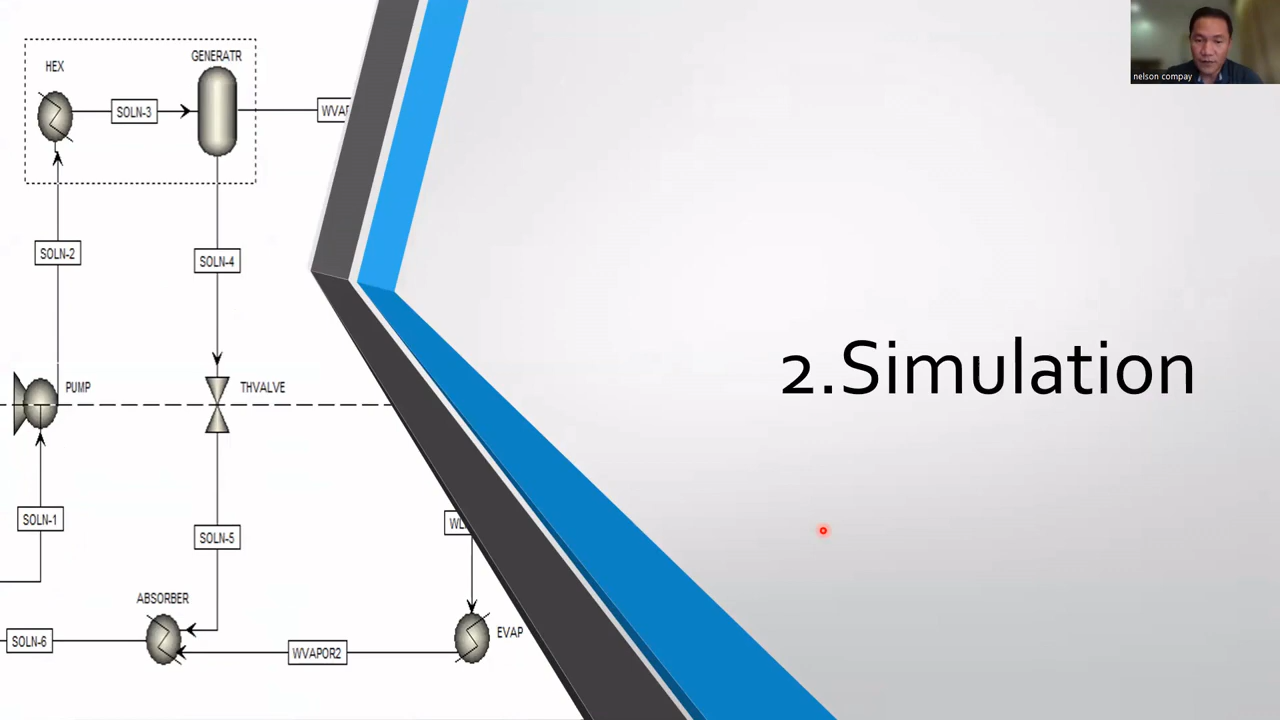 GENERATR
HEX
nelson compay
SOLN-3
SOLN-2
SOLN-4
2.Simulation
PUMP
THVALVE
SOLN-1
SOLN-5
ABSORBER
EVAP
SOLN-6
WVAPOR2